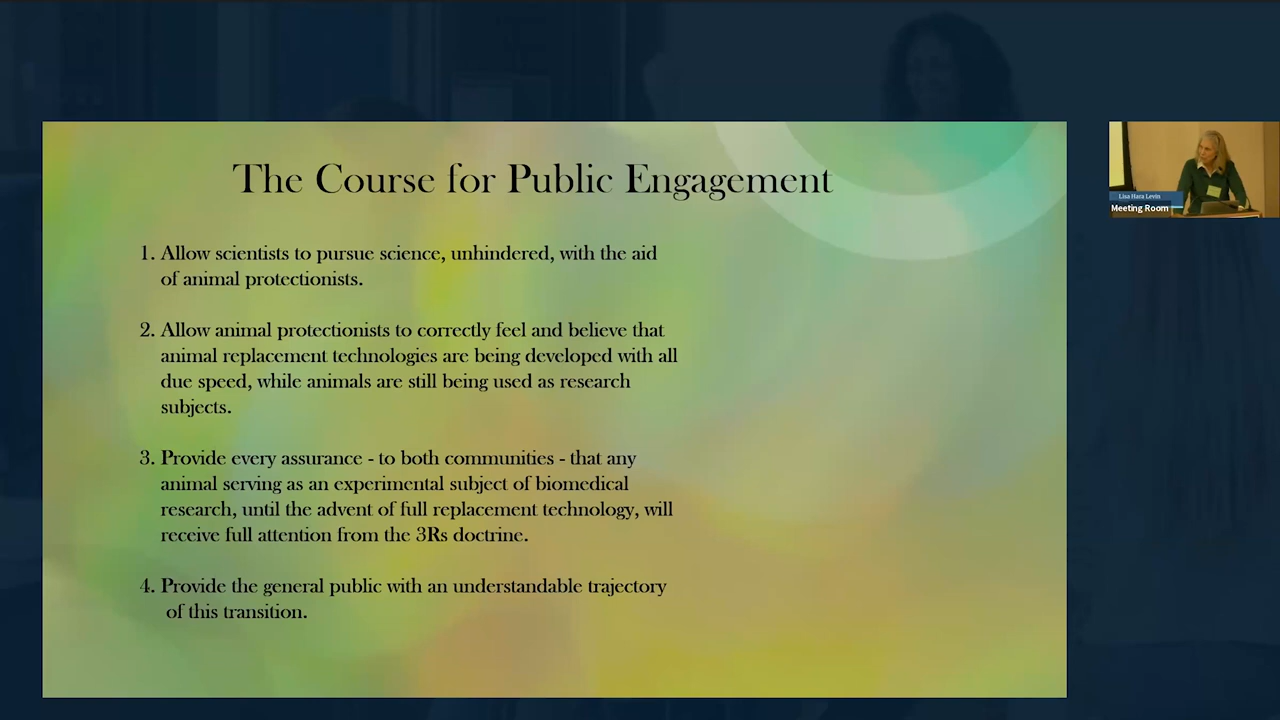 The Course for Public Engagement
1. Allow scientists to pursue science, unhindered, with the aid
of animal protectionists.
2. Allow animal protectionists to correctly feel and believe that
animal replacement technologies are being developed with all
due speed, while animals are still being used as research
subjects.
3. Provide every assurance - to both communities - that any
animal serving as an experimental subject of biomedical
research, until the advent of full replacement technology, will
receive full attention from the 3Rs doctrine.
4. Provide the general public with an understandable trajectory
of this transition.
Lisa Hara Levin
Meeting Room